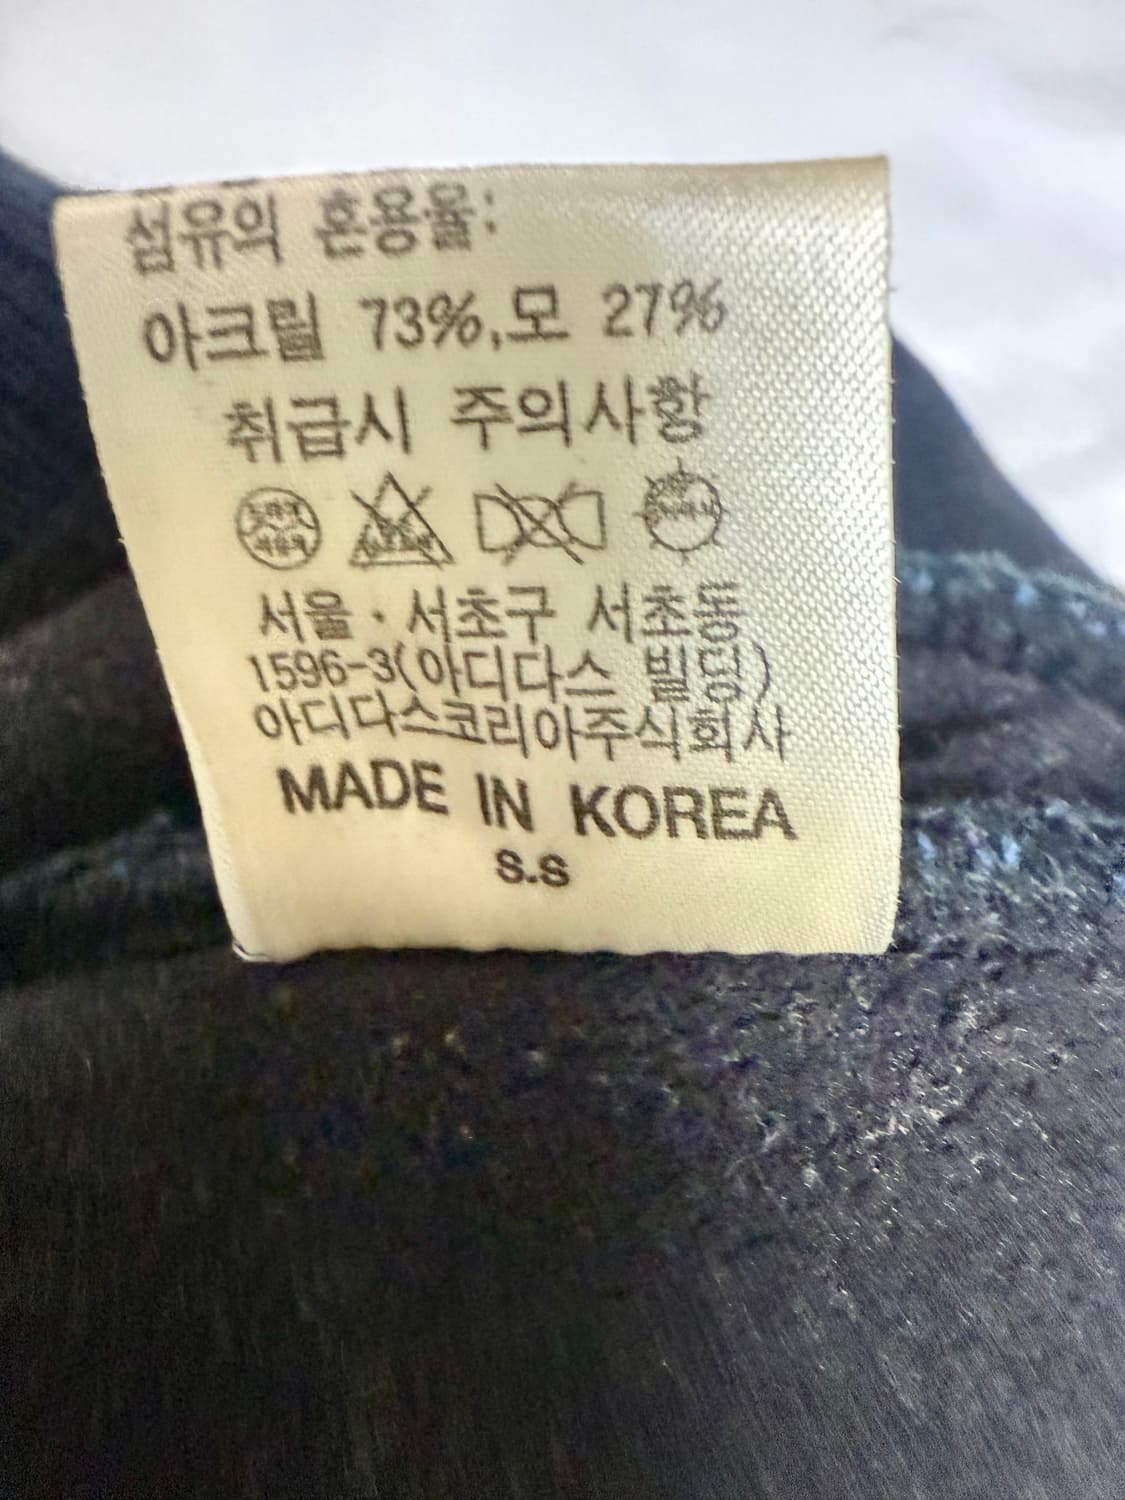 섬유의 혼용율:
아크릴 73%,모 27%
취급시 주의사항
서울·서초구 서초동
1596-3(아디다스 빌딩)
아디다스코리아주식회사
MADE IN KOREA
S.S